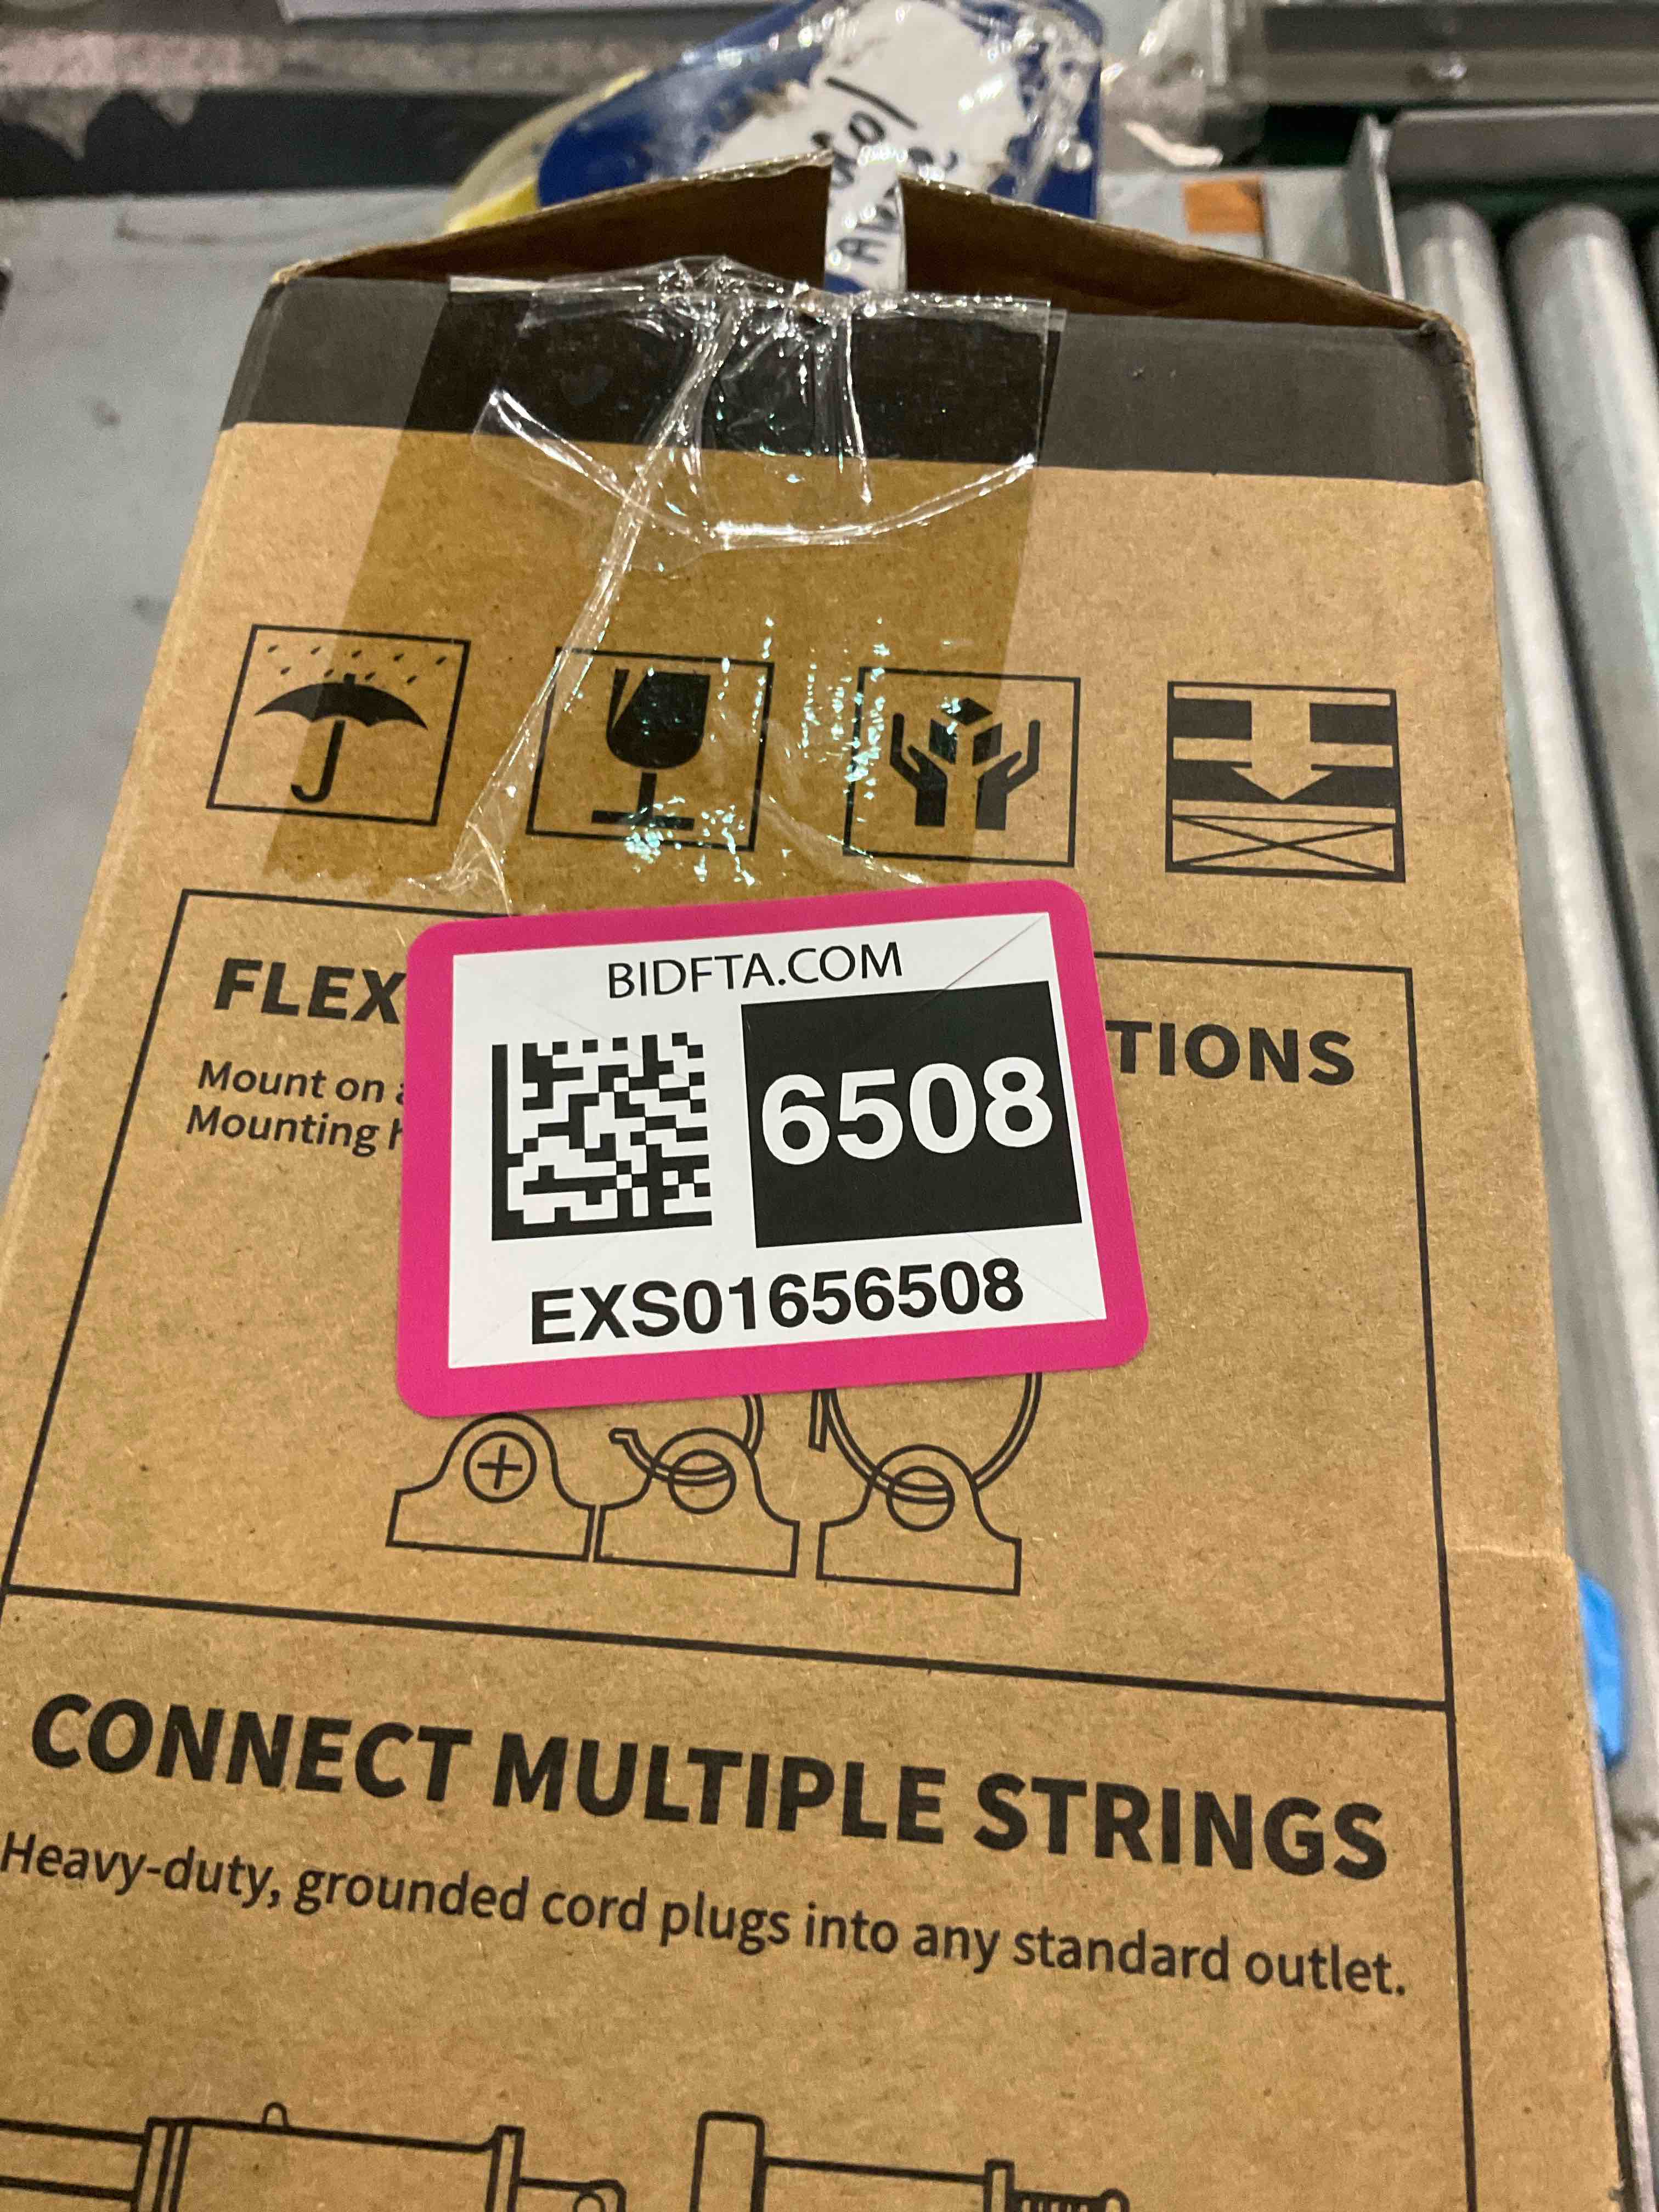 FLEX
TIONS
Mount on
Mounting
BIDFTA.COM
6508
EXS01656508
CONNECT MULTIPLE STRINGS
Heavy-duty, grounded cord plugs into any standard outlet.